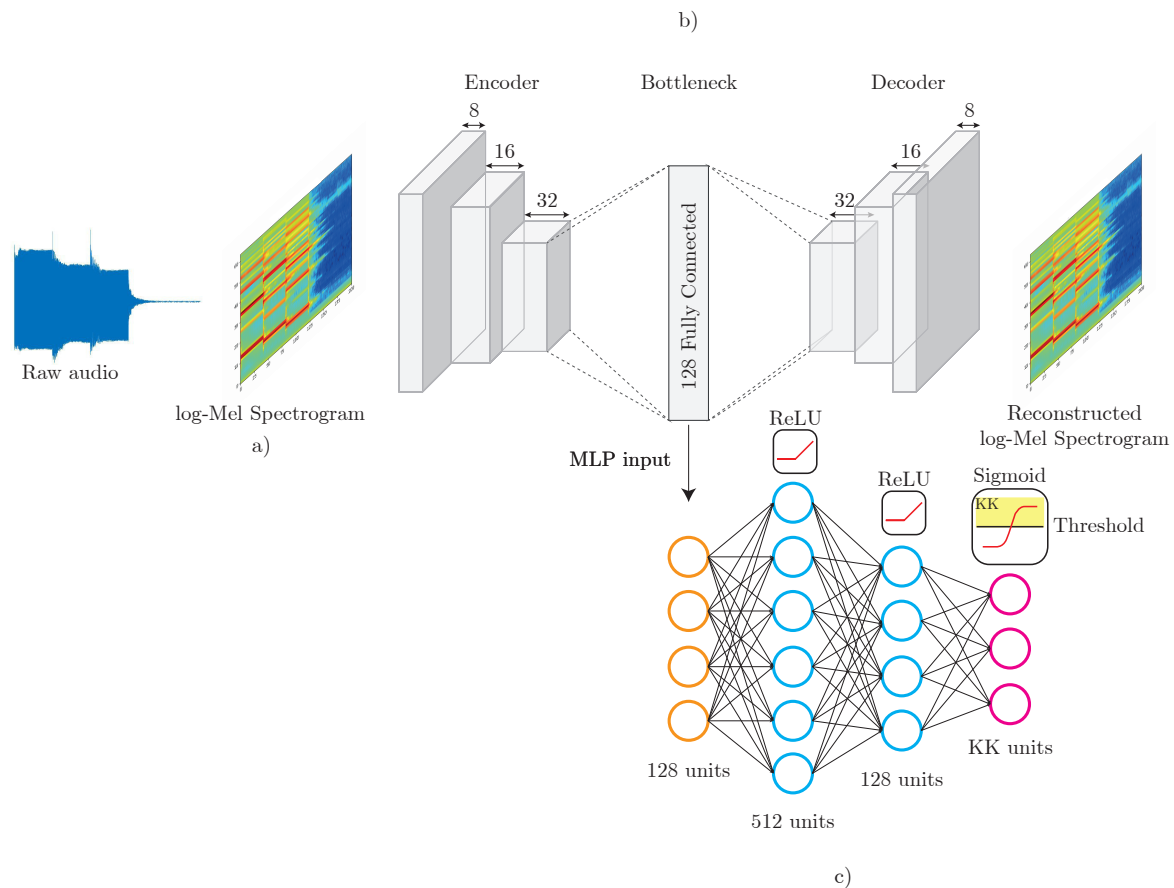 b)
Encoder
Bottleneck
Decoder
8
16
32
128 Fully Connected
32
16
8
Raw audio
log-Mel Spectrogram
a)
Reconstructed
log-Mel Spectrogram
MLP input
ReLU
ReLU
Sigmoid
KK
Threshold
128 units
512 units
128 units
KK units
c)